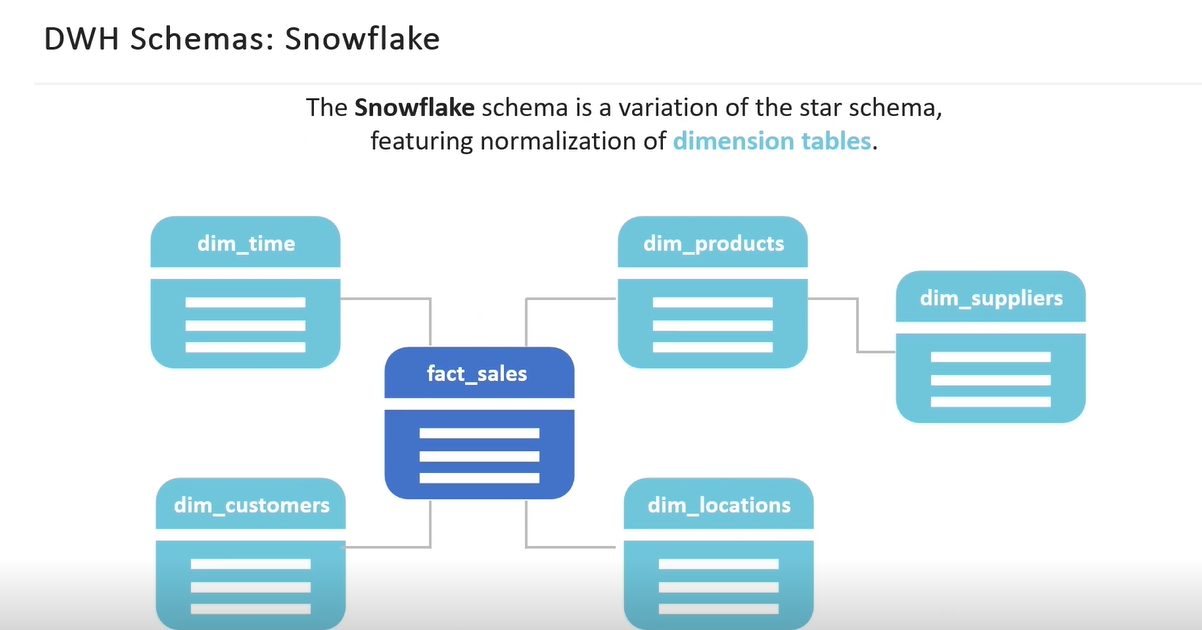 DWH Schemas: Snowflake
The Snowflake schema is a variation of the star schema,
featuring normalization of dimension tables.
dim_time
dim_products
dim_suppliers
fact_sales
dim_customers
dim_locations